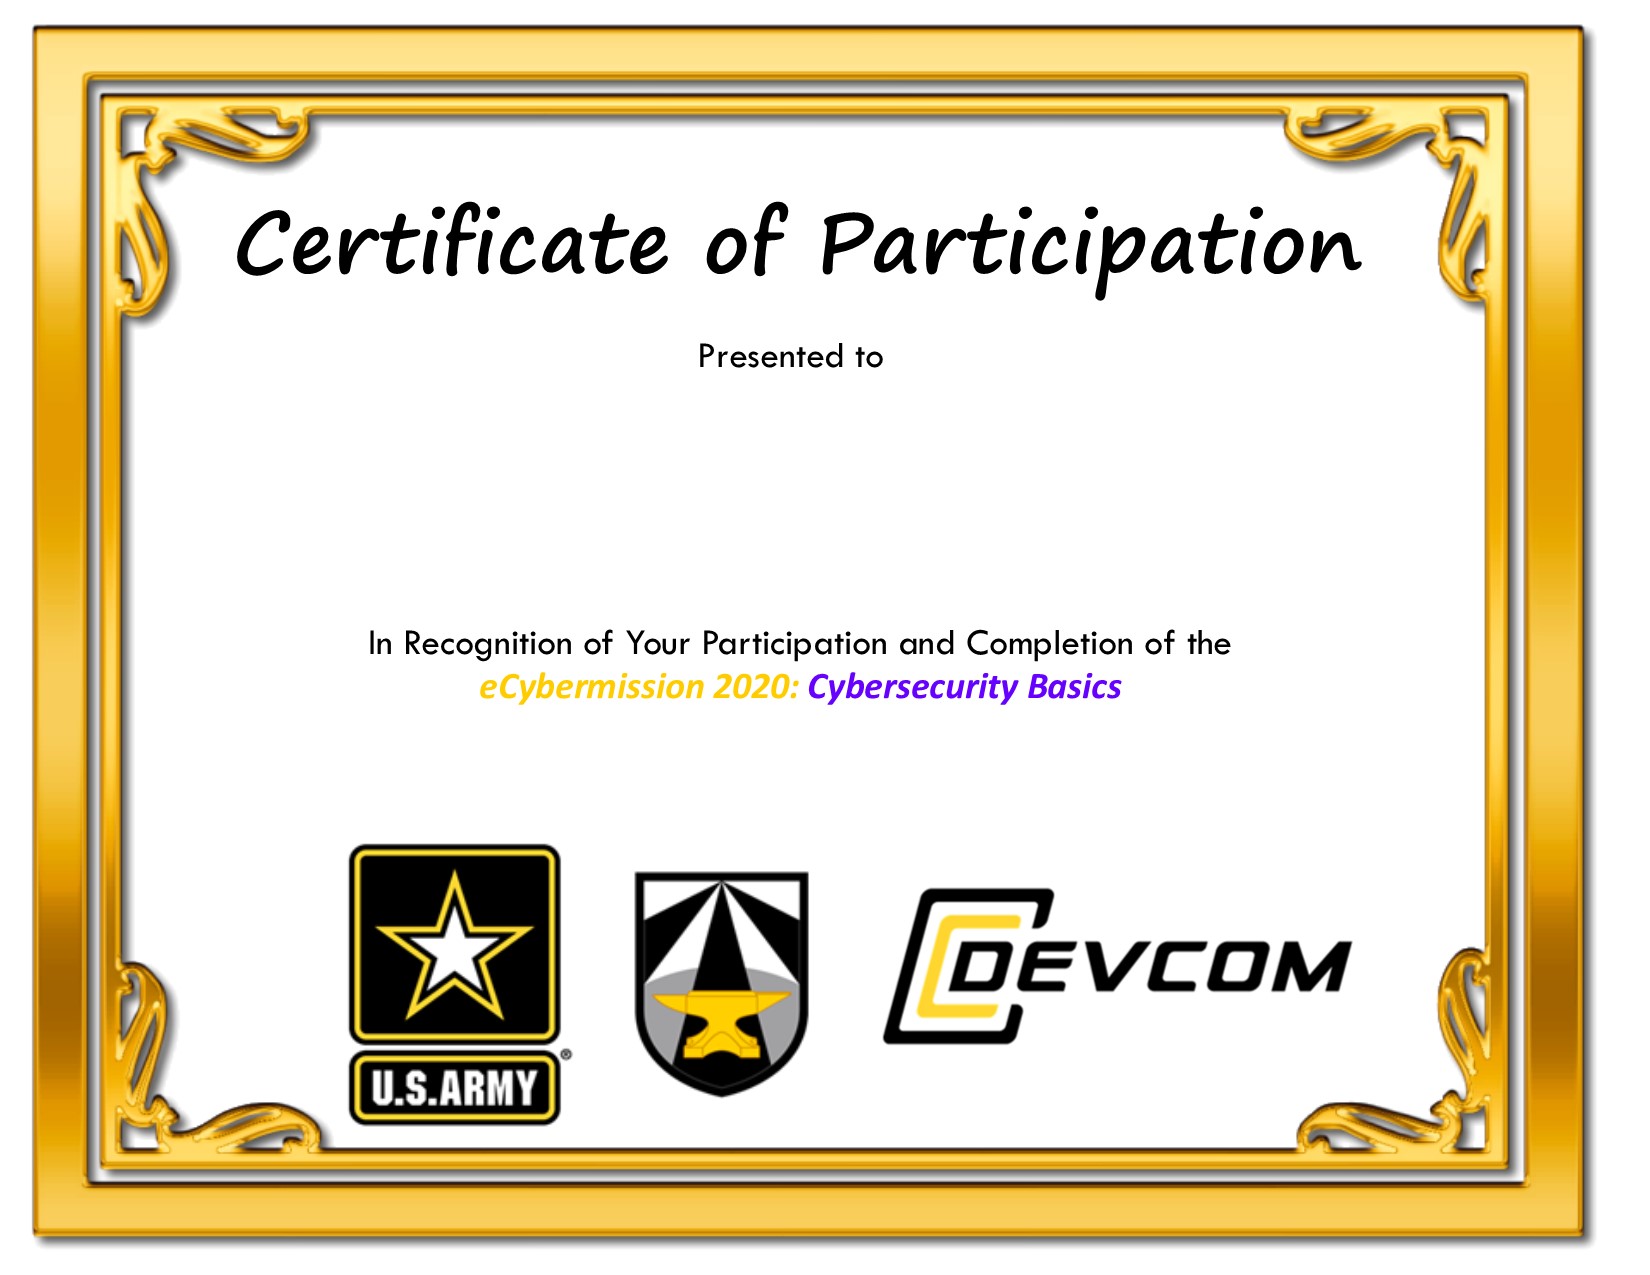 Certificate of Participation
Presented to
In Recognition of Your Participation and Completion of the
eCybermission 2020: Cybersecurity Basics
U.S.ARMY®
DEVCOM